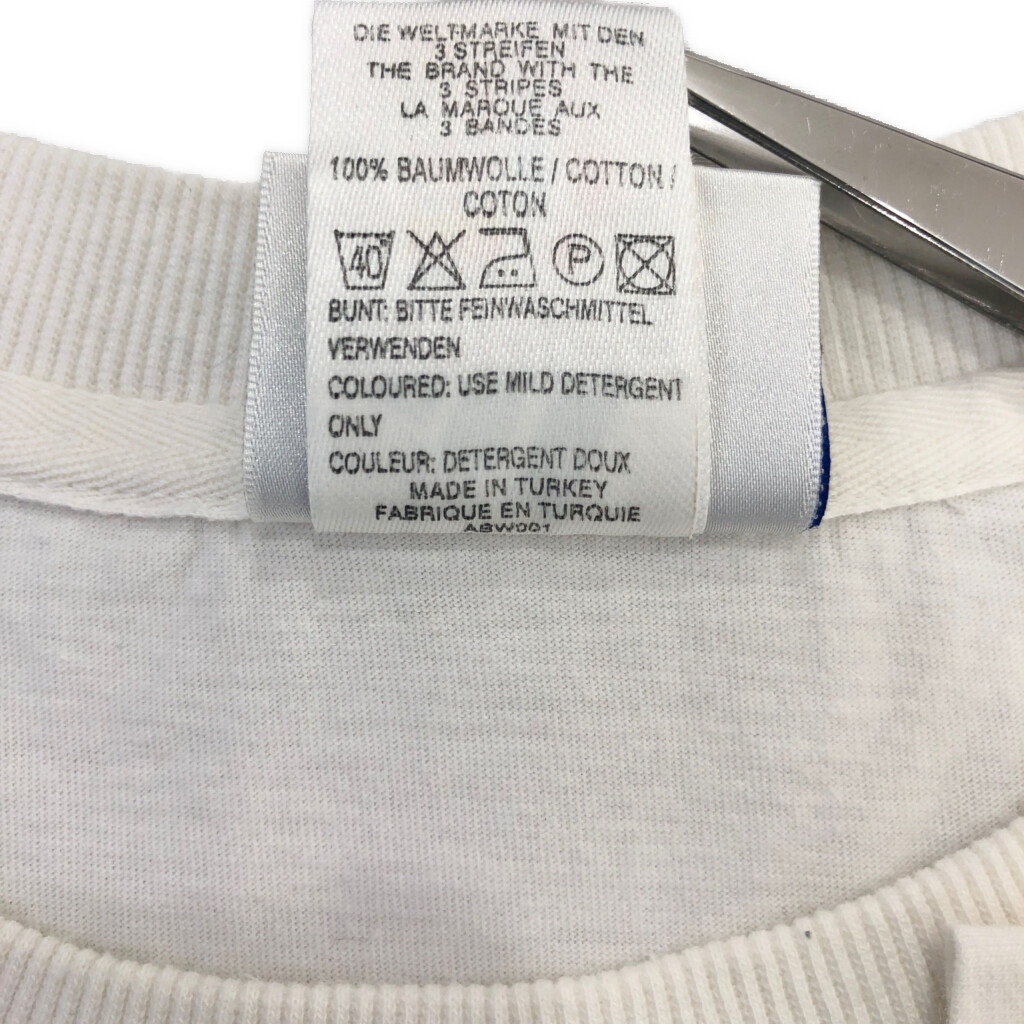 DIE WELTMARKE MIT DEN
3 STREIFEN
THE BRAND WITH THE
3 STRIPES
LA MARQUE AUX
3 BANDES
100% BAUMWOLLE / COTTON /
COTON
40 P
BUNT: BITTE FEINWASCHMITTEL
VERWENDEN
COLOURED: USE MILD DETERGENT
ONLY
COULEUR: DETERGENT DOUX
MADE IN TURKEY
FABRIQUE EN TURQUIE
ABW001